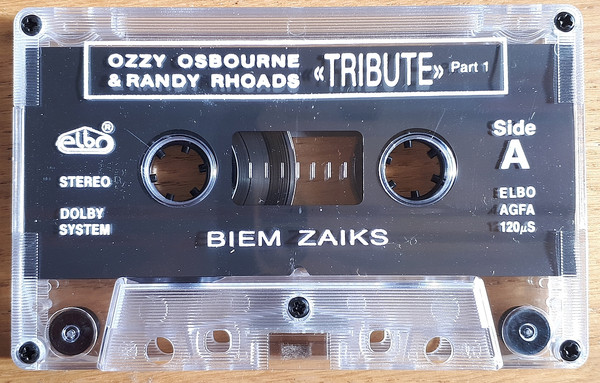 OZZY OSBOURNE
& RANDY RHOADS «TRIBUTE» Part 1
elbo®
STEREO
DOLBY
SYSTEM
Side
A
ELBO
AGFA
120µS
BIEM ZAIKS